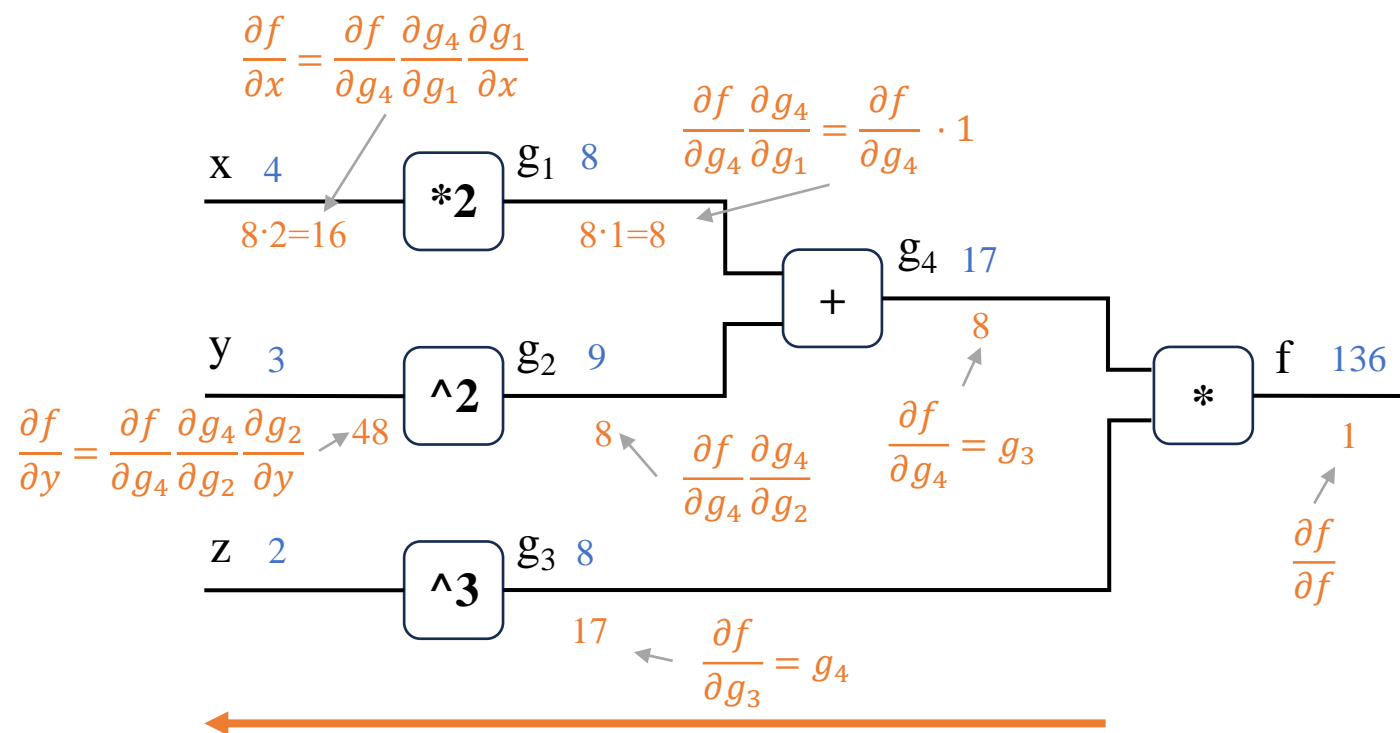 ∂f/∂x = ∂f/∂g₄ ∂g₄/∂g₁ ∂g₁/∂x
∂f/∂g₄ ∂g₄/∂g₁ = ∂f/∂g₄ · 1
x 4
*2
g₁ 8
8·2=16
8·1=8
g₄ 17
+
8
y 3
^2
g₂ 9
f 136
*
∂f/∂y = ∂f/∂g₄ ∂g₄/∂g₂ ∂g₂/∂y
48
8
∂f/∂g₄ ∂g₄/∂g₂
∂f/∂g₄ = g₃
1
∂f/∂f
z 2
^3
g₃ 8
17
∂f/∂g₃ = g₄